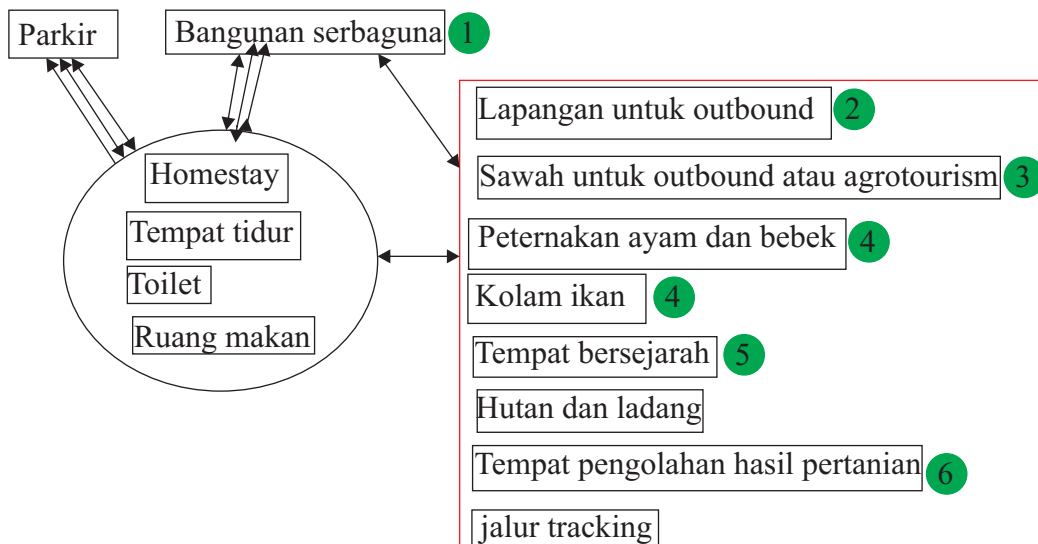 Parkir
Bangunan serbaguna 1
Homestay
Tempat tidur
Toilet
Ruang makan
Lapangan untuk outbound 2
Sawah untuk outbound atau agrotourism 3
Peternakan ayam dan bebek 4
Kolam ikan 4
Tempat bersejarah 5
Hutan dan ladang
Tempat pengolahan hasil pertanian 6
jalur tracking